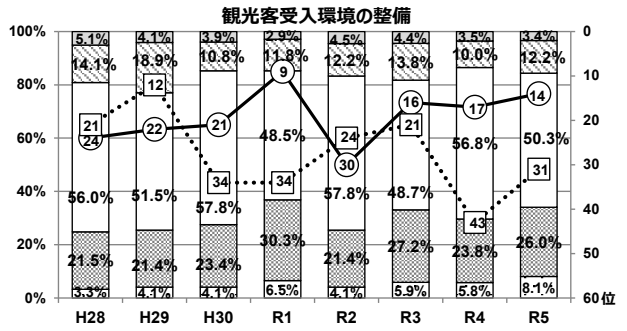 観光客受入環境の整備
100% 5.1% 4.1% 3.9% 2.9% 4.5% 4.4% 3.5% 3.4% 0
14.1% 18.9% 10.8% 11.8% 12.2% 13.8% 10.0% 12.2% 10
80% 12 9 16 17 14
21 24 22 21 48.5% 24 21 56.8% 50.3% 20
60% 30 30
56.0% 51.5% 34 34 57.8% 48.7% 31
40% 57.8% 43 40
30.3% 27.2% 26.0%
20% 21.5% 21.4% 23.4% 21.4% 23.8% 50
0% 3.3% 4.1% 4.1% 6.5% 4.1% 5.9% 5.8% 8.1% 60位
H28 H29 H30 R1 R2 R3 R4 R5